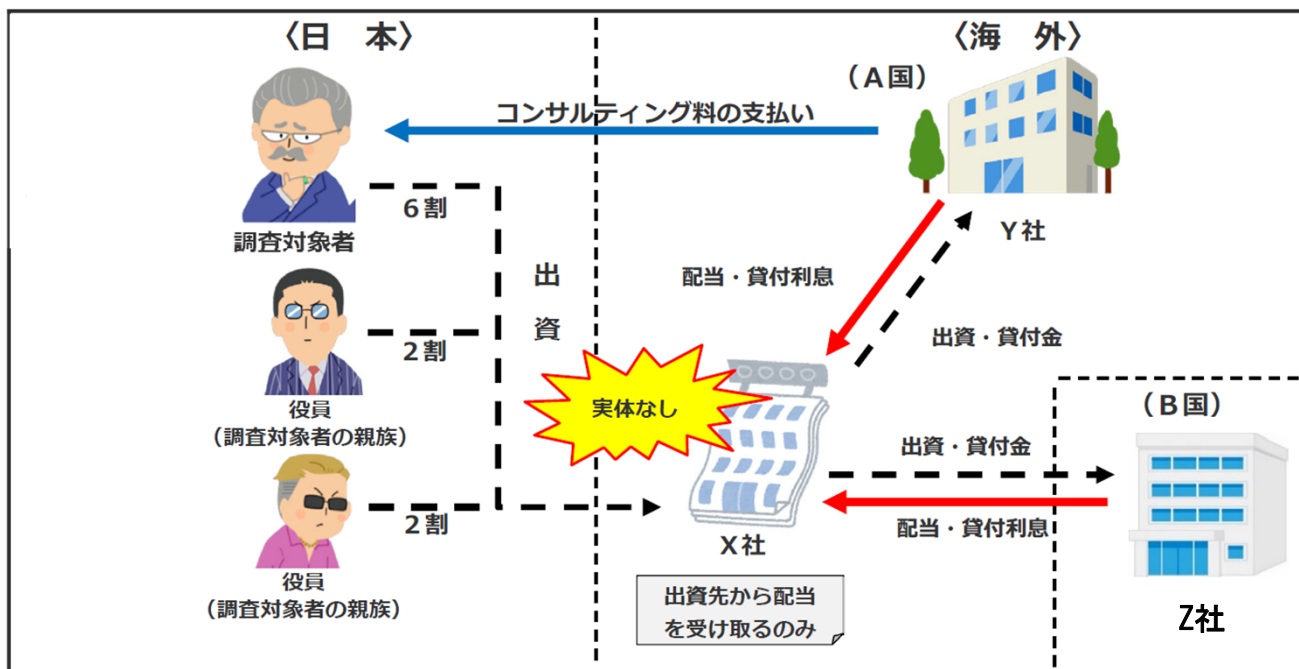 〈日　本〉
〈海　外〉
（A国）
コンサルティング料の支払い
6割
調査対象者
Y社
出
資
配当・貸付利息
2割
出資・貸付金
実体なし
役員
（調査対象者の親族）
（B国）
出資・貸付金
2割
配当・貸付利息
X社
役員
（調査対象者の親族）
出資先から配当
を受け取るのみ
Z社